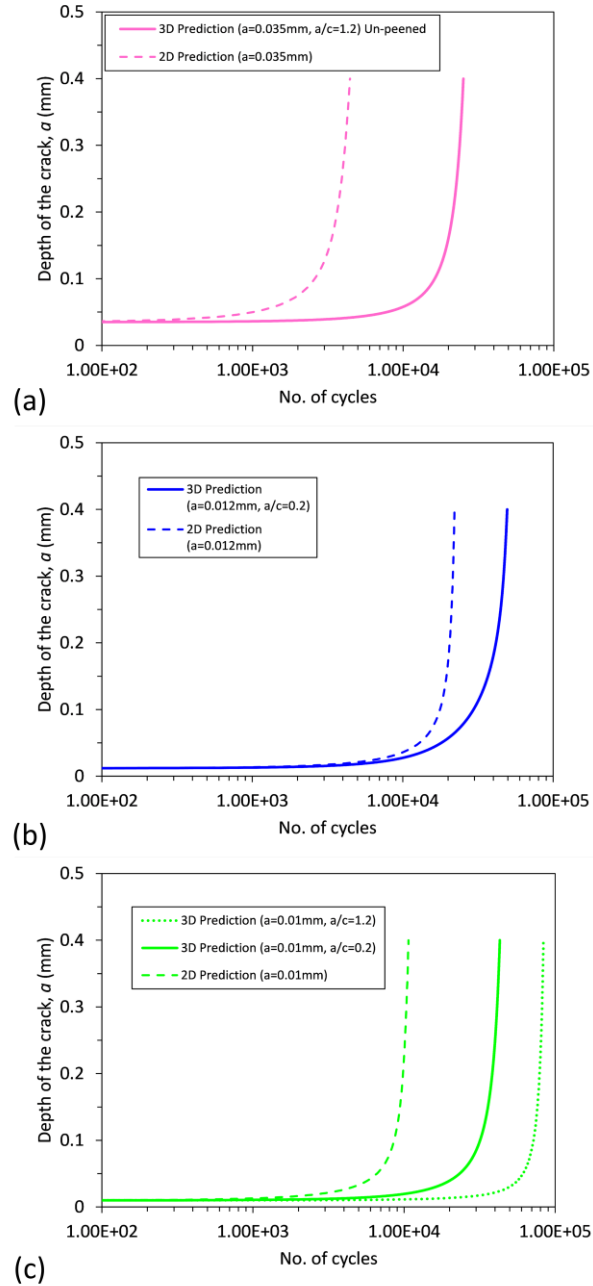 0.5
0.4
0.3
0.2
0.1
0
Depth of the crack, a (mm)
3D Prediction (a=0.035mm, a/c=1.2) Un-peened
2D Prediction (a=0.035mm)
1.00E+02 1.00E+03 1.00E+04 1.00E+05
No. of cycles
(a)
0.5
0.4
0.3
0.2
0.1
0
Depth of the crack, a (mm)
3D Prediction
(a=0.012mm, a/c=0.2)
2D Prediction
(a=0.012mm)
1.00E+02 1.00E+03 1.00E+04 1.00E+05
No. of cycles
(b)
0.5
0.4
0.3
0.2
0.1
0
Depth of the crack, a (mm)
3D Prediction (a=0.01mm, a/c=1.2)
3D Prediction (a=0.01mm, a/c=0.2)
2D Prediction (a=0.01mm)
1.00E+02 1.00E+03 1.00E+04 1.00E+05
No. of cycles
(c)